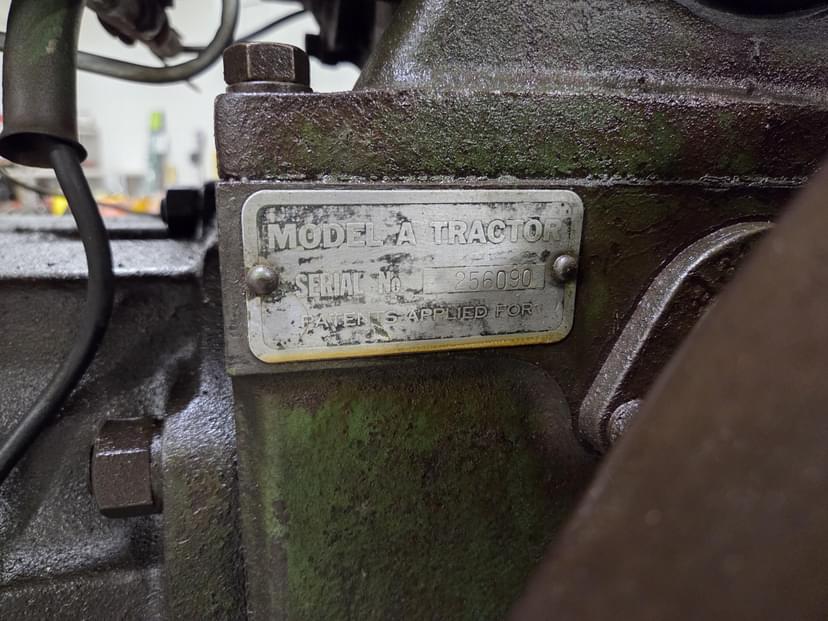 MODEL A TRACTOR
SERIAL No 256090
PATENTS APPLIED FOR